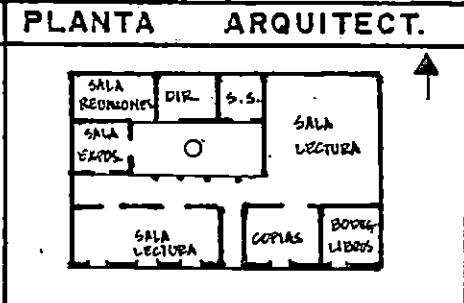 PLANTA ARQUITECT.
SALA
REUNIONES
DIR.
S.S.
SALA
LECTURA
SALA
EXPOS.
SALA
LECTURA
COPIAS
BODEG
LIBROS